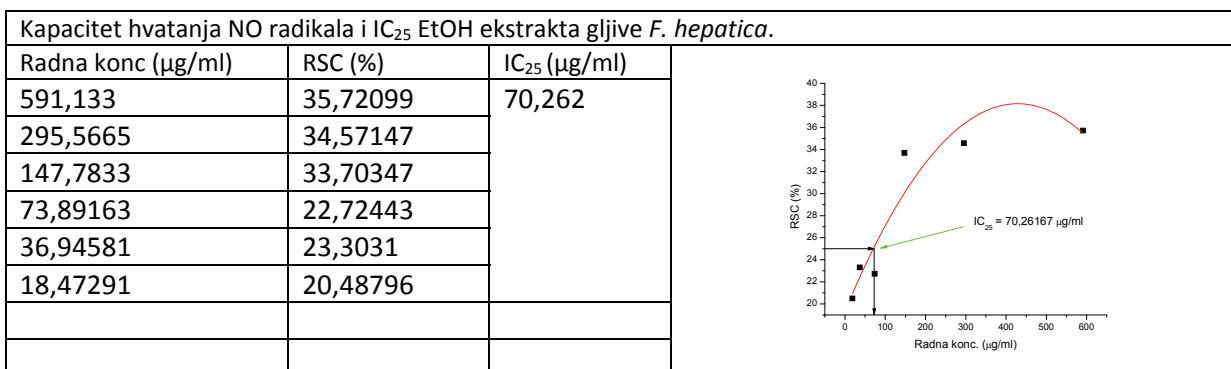 Kapacitet hvatanja NO radikala i IC25 EtOH ekstrakta gljive F. hepatica.
Radna konc (µg/ml) RSC (%) IC25 (µg/ml)
591,133 35,72099 70,262
295,5665 34,57147
147,7833 33,70347
73,89163 22,72443
36,94581 23,3031
18,47291 20,48796
40
38
36
34
32
30
28
26
24
22
20
RSC (%)
IC25 = 70,26167 µg/ml
0 100 200 300 400 500 600
Radna konc. (µg/ml)